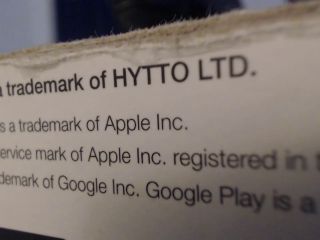 a trademark of HYTTO LTD.
s a trademark of Apple Inc.
ervice mark of Apple Inc. registered in t
demark of Google Inc. Google Play is a